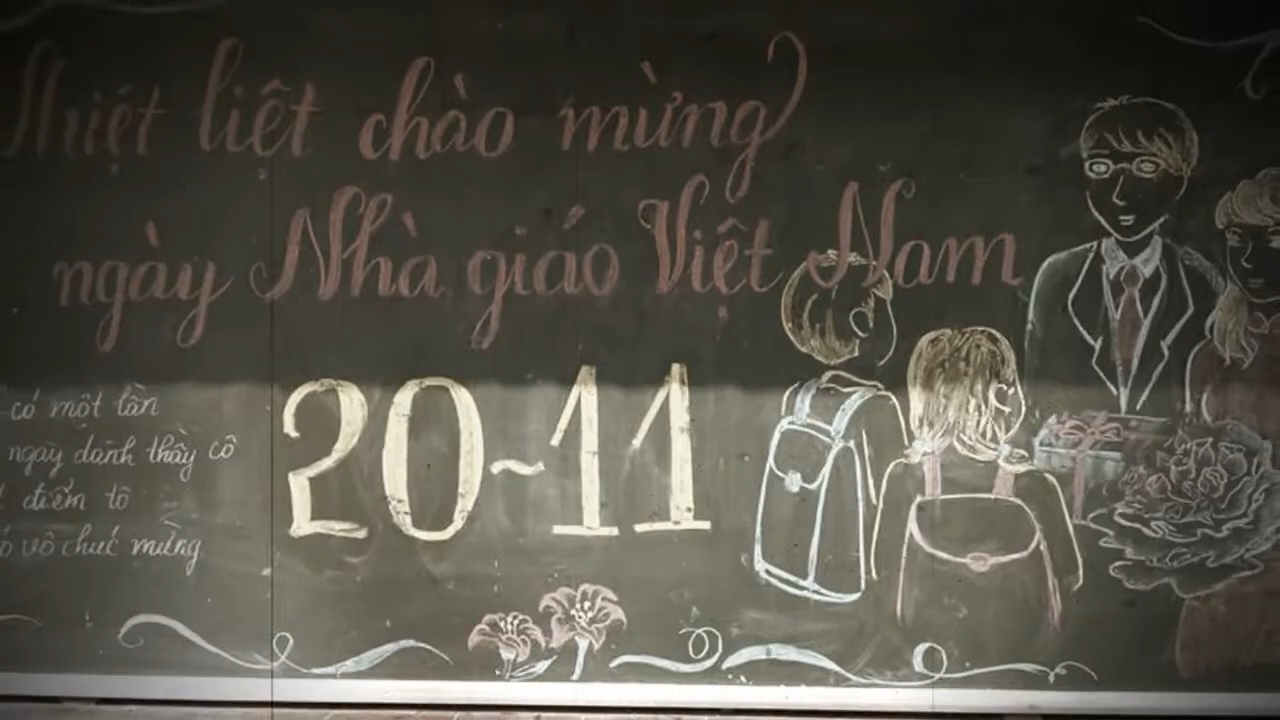 Nhiệt liệt chào mừng
ngày Nhà giáo Việt Nam
20~11
có một lần
ngày dành thầy cô
điểm tô
vô chúc mừng